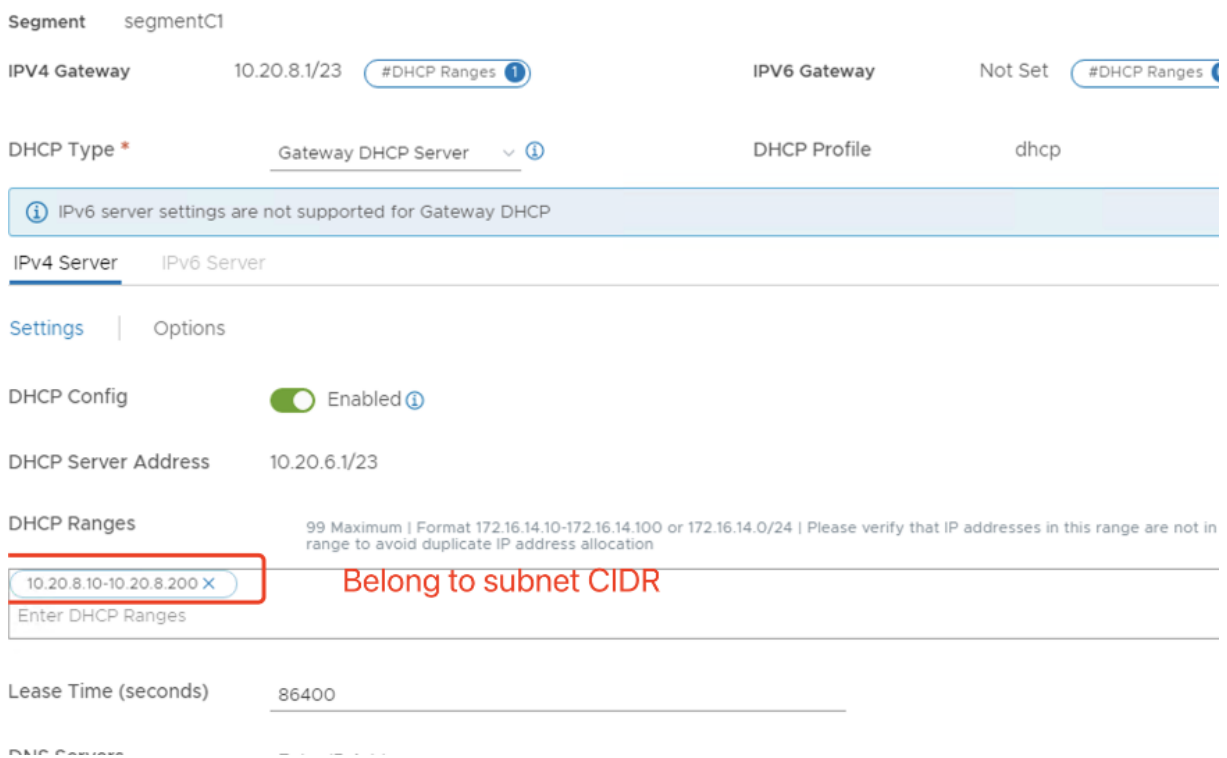 Segment segmentC1
IPV4 Gateway 10.20.8.1/23 #DHCP Ranges 1 IPV6 Gateway Not Set #DHCP Ranges
DHCP Type * Gateway DHCP Server DHCP Profile dhcp
IPv6 server settings are not supported for Gateway DHCP
IPv4 Server IPv6 Server
Settings | Options
DHCP Config Enabled
DHCP Server Address 10.20.6.1/23
DHCP Ranges 99 Maximum | Format 172.16.14.10-172.16.14.100 or 172.16.14.0/24 | Please verify that IP addresses in this range are not in
range to avoid duplicate IP address allocation
10.20.8.10-10.20.8.200 × Belong to subnet CIDR
Enter DHCP Ranges
Lease Time (seconds) 86400
DNS Servers